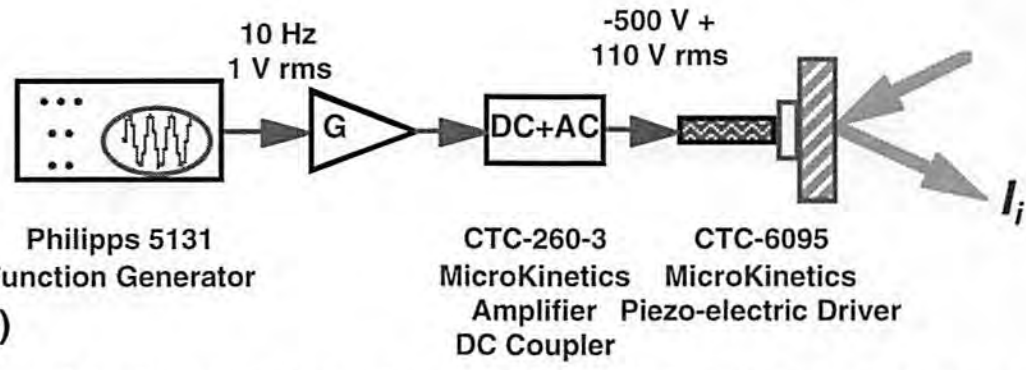 10 Hz
1 V rms
-500 V +
110 V rms
G
DC+AC
I_i
Philipps 5131
unction Generator
CTC-260-3
MicroKinetics
Amplifier
DC Coupler
CTC-6095
MicroKinetics
Piezo-electric Driver
)